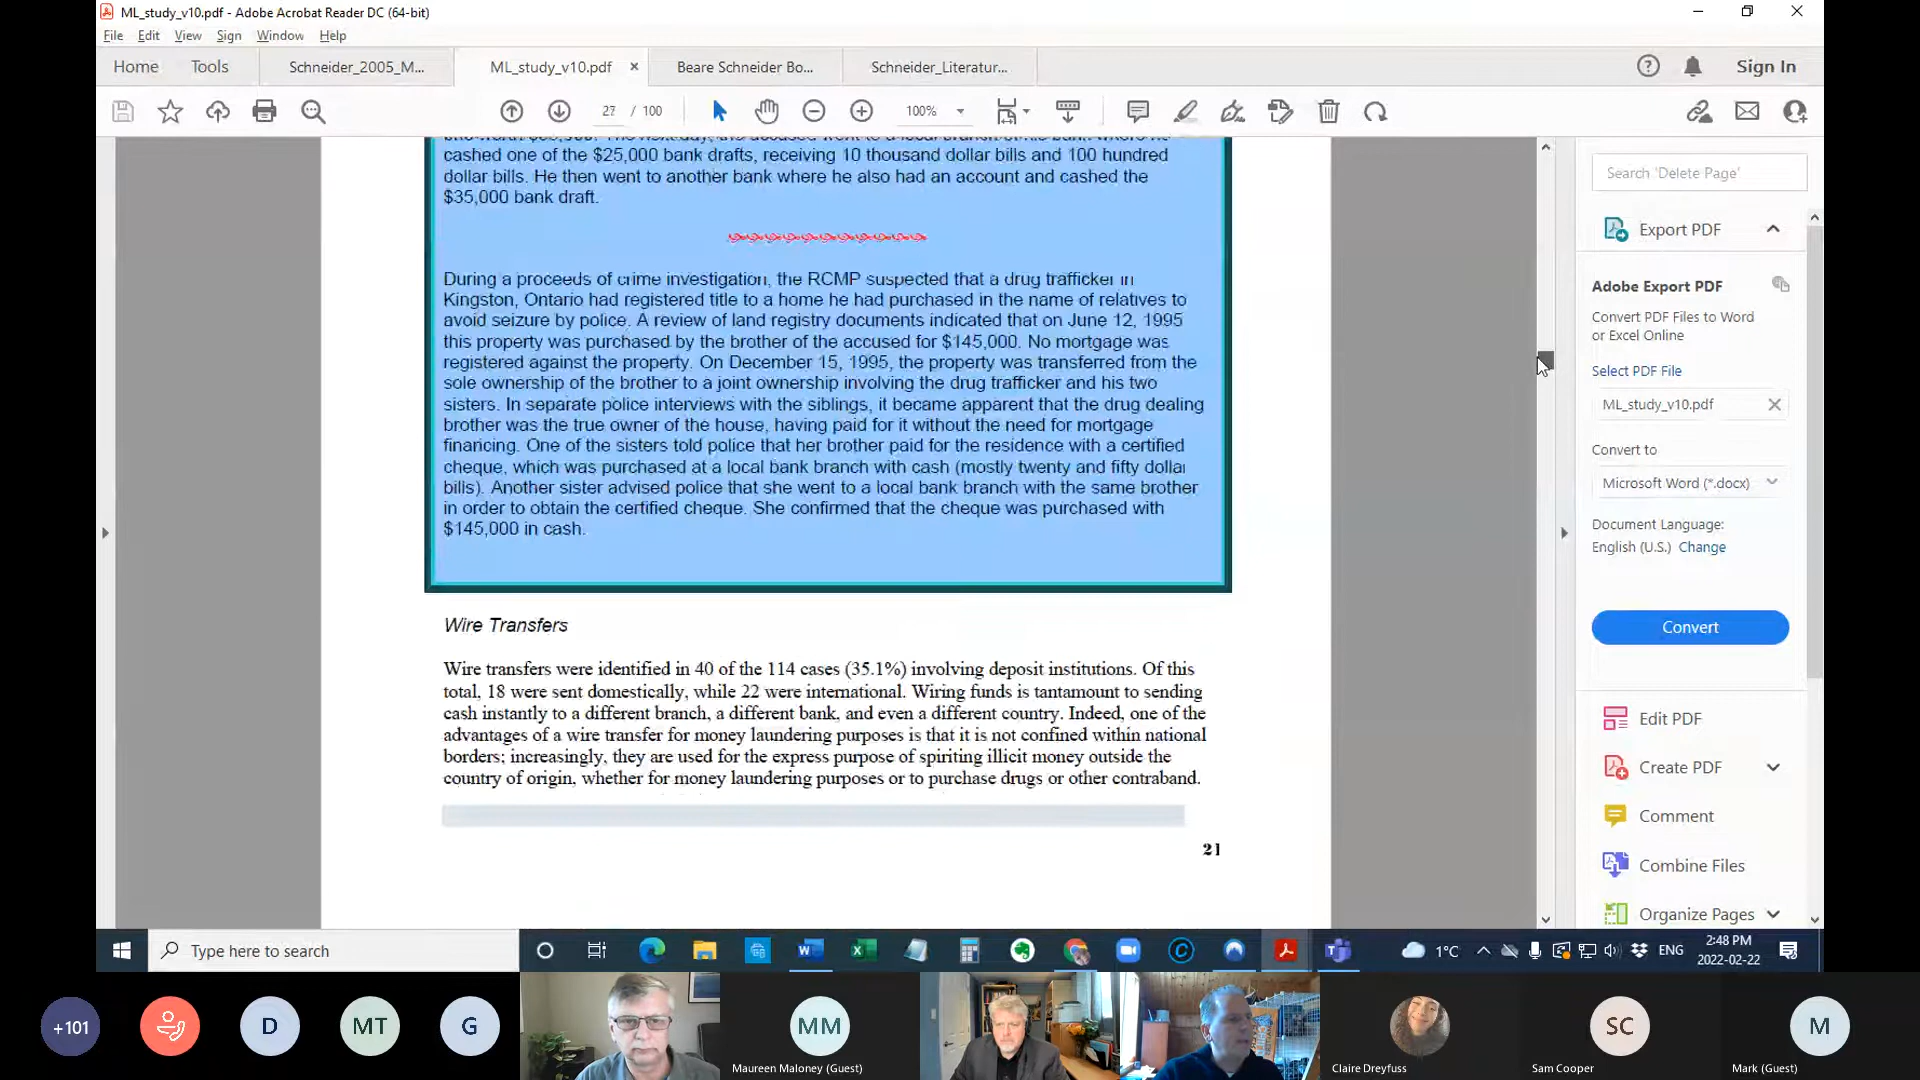 ML_study_v10.pdf - Adobe Acrobat Reader DC (64-bit)
File Edit View Sign Window Help
Home Tools Schneider_2005_M... ML_study_v10.pdf × Beare Schneider Bo... Schneider_Literatur... Sign In
27 / 100 100%
cashed one of the $25,000 bank drafts, receiving 10 thousand dollar bills and 100 hundred
dollar bills. He then went to another bank where he also had an account and cashed the
$35,000 bank draft.
During a proceeds of crime investigation, the RCMP suspected that a drug trafficker in
Kingston, Ontario had registered title to a home he had purchased in the name of relatives to
avoid seizure by police. A review of land registry documents indicated that on June 12, 1995
this property was purchased by the brother of the accused for $145,000. No mortgage was
registered against the property. On December 15, 1995, the property was transferred from the
sole ownership of the brother to a joint ownership involving the drug trafficker and his two
sisters. In separate police interviews with the siblings, it became apparent that the drug dealing
brother was the true owner of the house, having paid for it without the need for mortgage
financing. One of the sisters told police that her brother paid for the residence with a certified
cheque, which was purchased at a local bank branch with cash (mostly twenty and fifty dollar
bills). Another sister advised police that she went to a local bank branch with the same brother
in order to obtain the certified cheque. She confirmed that the cheque was purchased with
$145,000 in cash.
Wire Transfers
Wire transfers were identified in 40 of the 114 cases (35.1%) involving deposit institutions. Of this
total, 18 were sent domestically, while 22 were international. Wiring funds is tantamount to sending
cash instantly to a different branch, a different bank, and even a different country. Indeed, one of the
advantages of a wire transfer for money laundering purposes is that it is not confined within national
borders; increasingly, they are used for the express purpose of spiriting illicit money outside the
country of origin, whether for money laundering purposes or to purchase drugs or other contraband.
21
Search 'Delete Page'
Export PDF
Adobe Export PDF
Convert PDF Files to Word
or Excel Online
Select PDF File
ML_study_v10.pdf
Convert to
Microsoft Word (*.docx)
Document Language:
English (U.S.) Change
Convert
Edit PDF
Create PDF
Comment
Combine Files
Organize Pages
Type here to search
1°C ENG
2:48 PM
2022-02-22
+101 D MT G MM SC M
Maureen Maloney (Guest) Claire Dreyfuss Sam Cooper Mark (Guest)